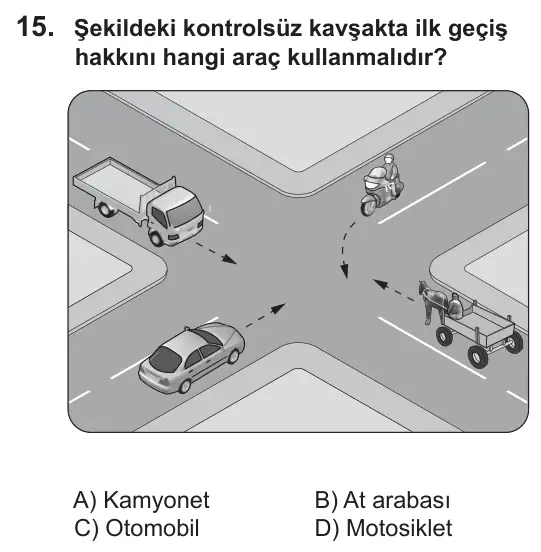 15. Şekildeki kontrolsüz kavşakta ilk geçiş
hakkını hangi araç kullanmalıdır?
A) Kamyonet B) At arabası
C) Otomobil D) Motosiklet